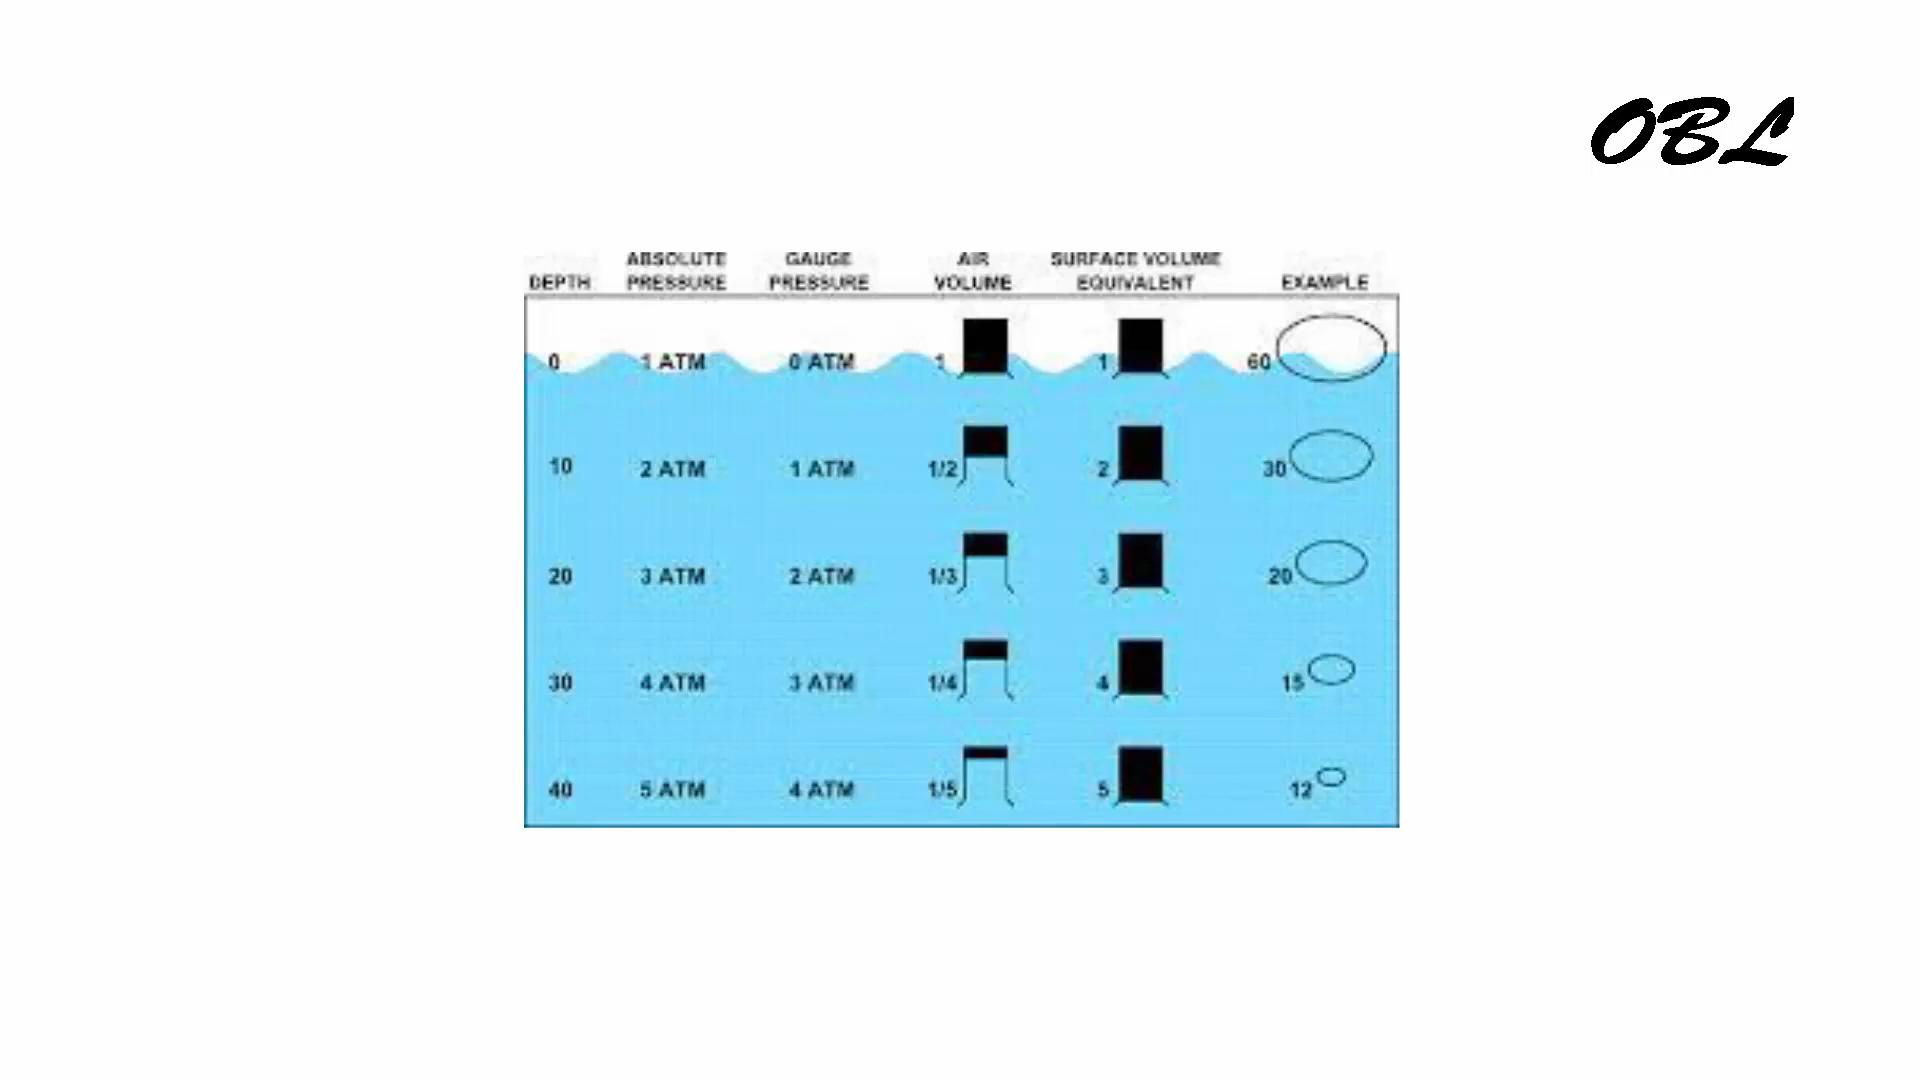 OBL
ABSOLUTE GAUGE AIR SURFACE VOLUME
DEPTH PRESSURE PRESSURE VOLUME EQUIVALENT EXAMPLE
0 1 ATM 0 ATM 1 1 60
10 2 ATM 1 ATM 1/2 2 30
20 3 ATM 2 ATM 1/3 3 20
30 4 ATM 3 ATM 1/4 4 15
40 5 ATM 4 ATM 1/5 5 12